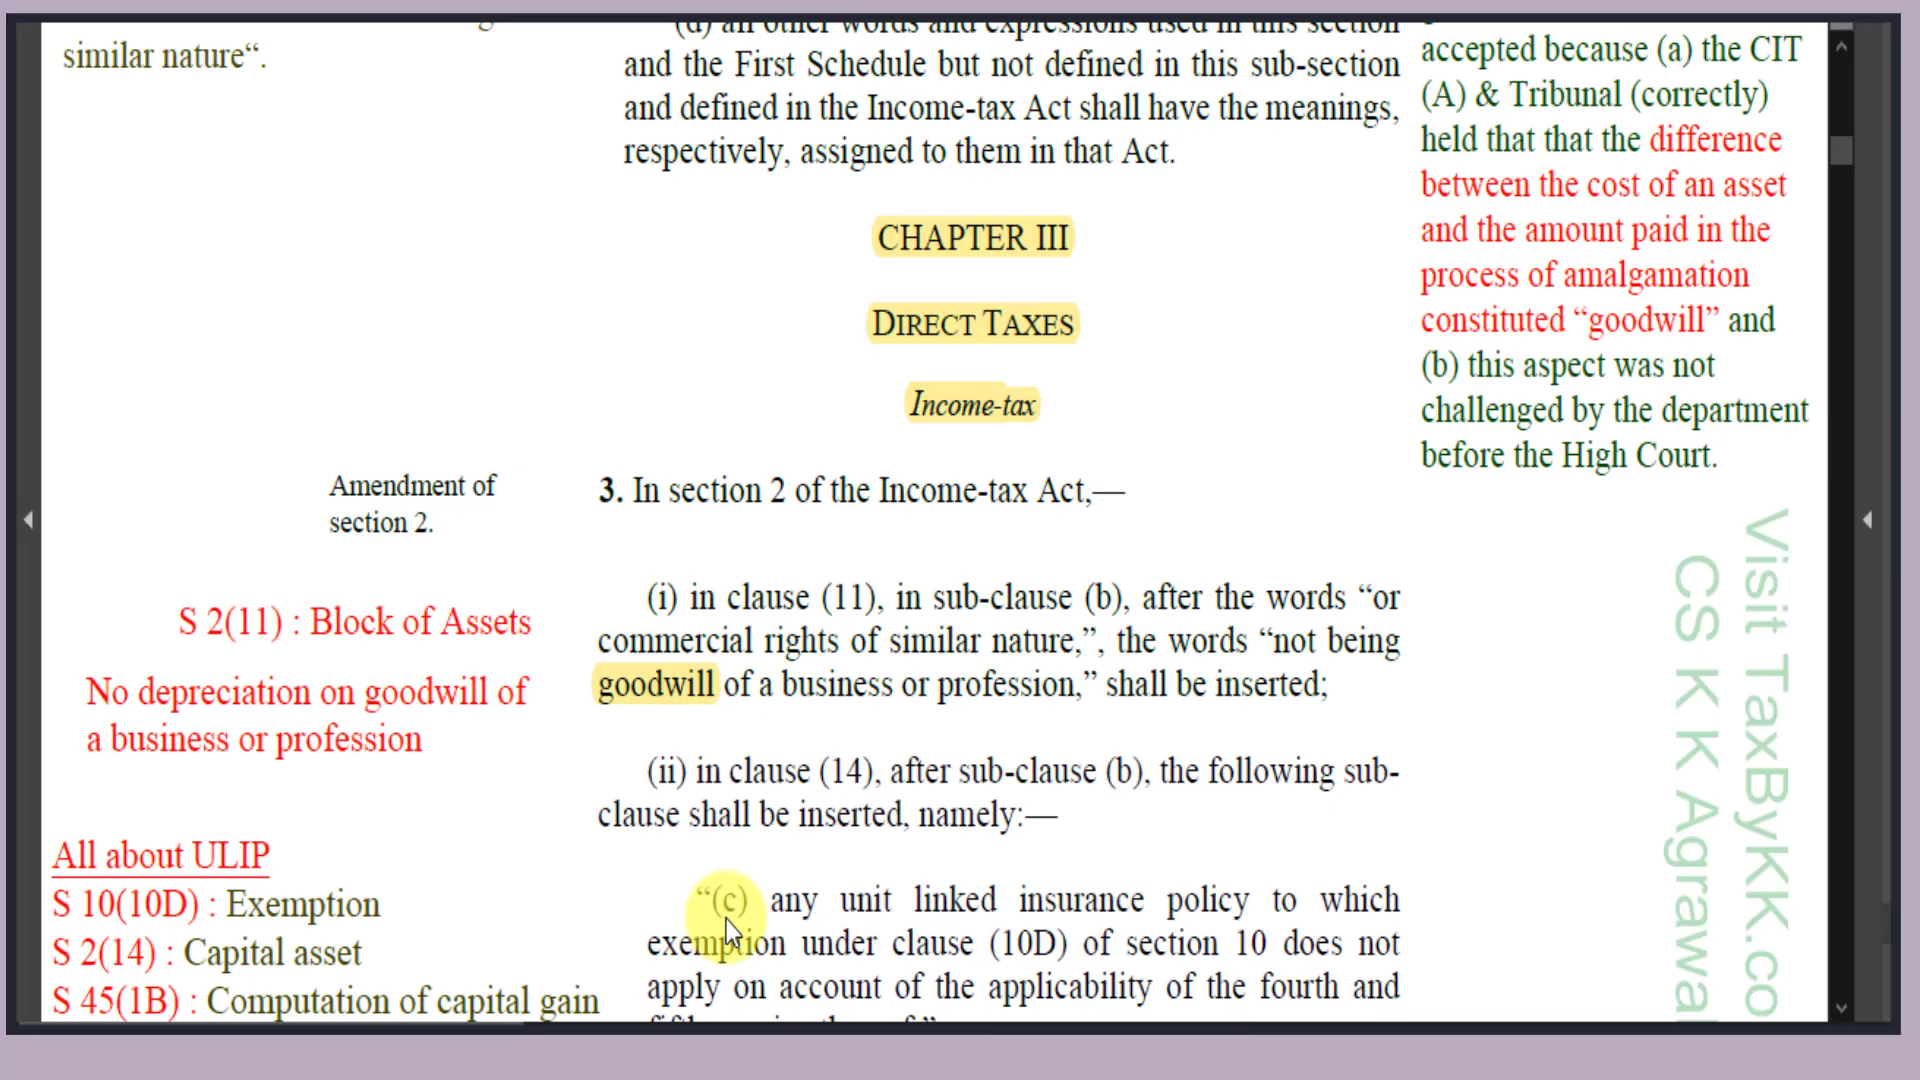 similar nature“.
(d) all other words and expressions used in this section
and the First Schedule but not defined in this sub-section
and defined in the Income-tax Act shall have the meanings,
respectively, assigned to them in that Act.
CHAPTER III
DIRECT TAXES
Income-tax
Amendment of
section 2.
3. In section 2 of the Income-tax Act,—
S 2(11) : Block of Assets
No depreciation on goodwill of
a business or profession
(i) in clause (11), in sub-clause (b), after the words “or
commercial rights of similar nature,”, the words “not being
goodwill of a business or profession,” shall be inserted;
(ii) in clause (14), after sub-clause (b), the following sub-
clause shall be inserted, namely:—
All about ULIP
S 10(10D) : Exemption
S 2(14) : Capital asset
S 45(1B) : Computation of capital gain
“(c) any unit linked insurance policy to which
exemption under clause (10D) of section 10 does not
apply on account of the applicability of the fourth and
accepted because (a) the CIT
(A) & Tribunal (correctly)
held that that the difference
between the cost of an asset
and the amount paid in the
process of amalgamation
constituted “goodwill” and
(b) this aspect was not
challenged by the department
before the High Court.
Visit TaxByKK.co
CS K K Agrawal